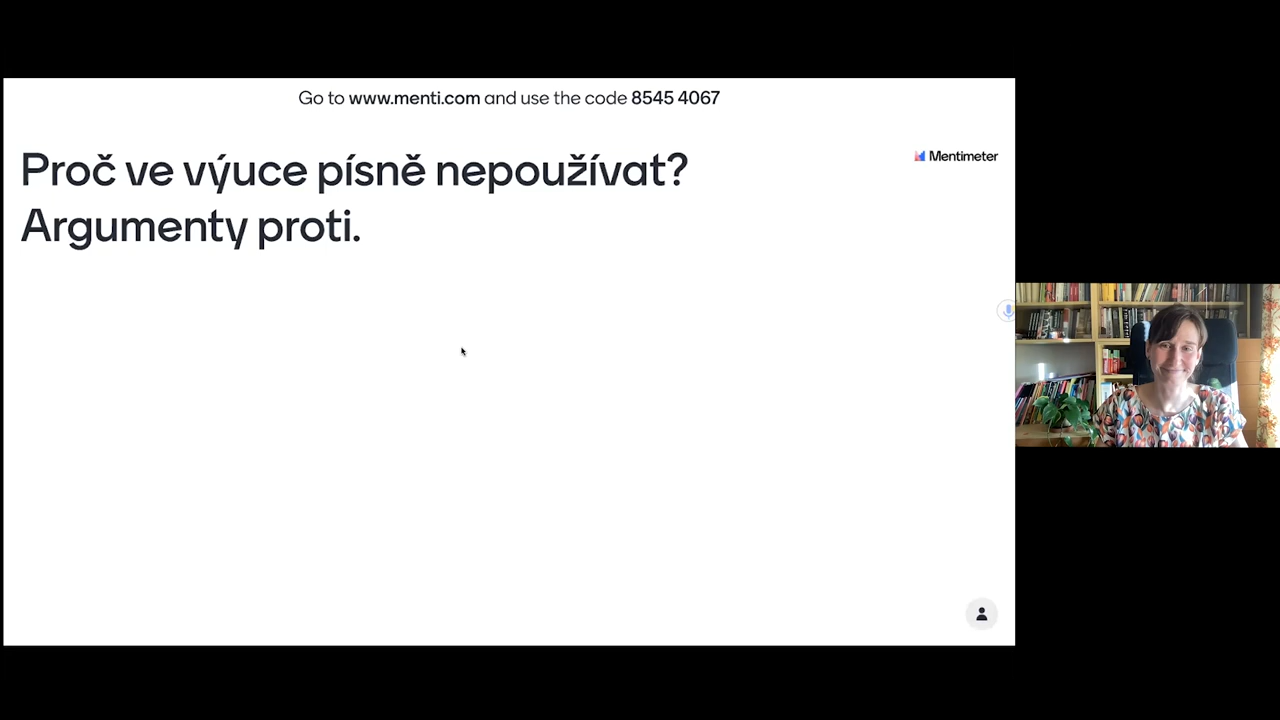 Go to www.menti.com and use the code 8545 4067
Proč ve výuce písně nepoužívat?
Argumenty proti.
Mentimeter